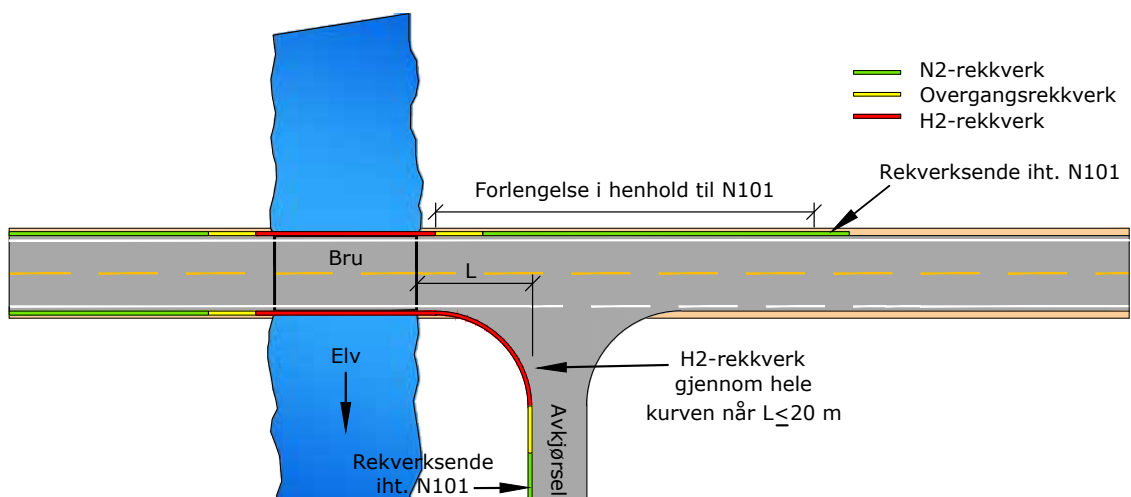 N2-rekkverk
Overgangsrekkverk
H2-rekkverk
Rekverksende iht. N101
Forlengelse i henhold til N101
Bru
L
Elv
H2-rekkverk
gjennom hele
kurven når L≤20 m
Avkjørsel
Rekverksende
iht. N101